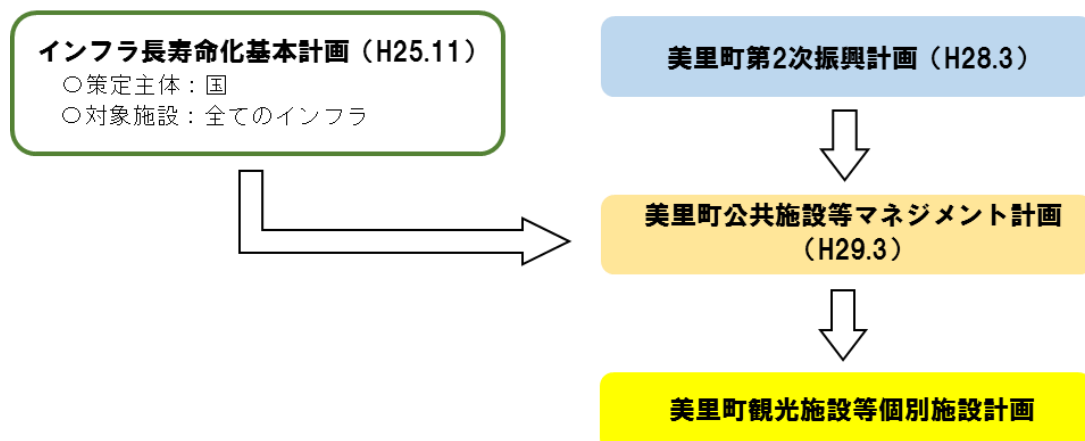 インフラ長寿命化基本計画（H25.11）
○策定主体：国
○対象施設：全てのインフラ
美里町第2次振興計画（H28.3）
美里町公共施設等マネジメント計画
（H29.3）
美里町観光施設等個別施設計画